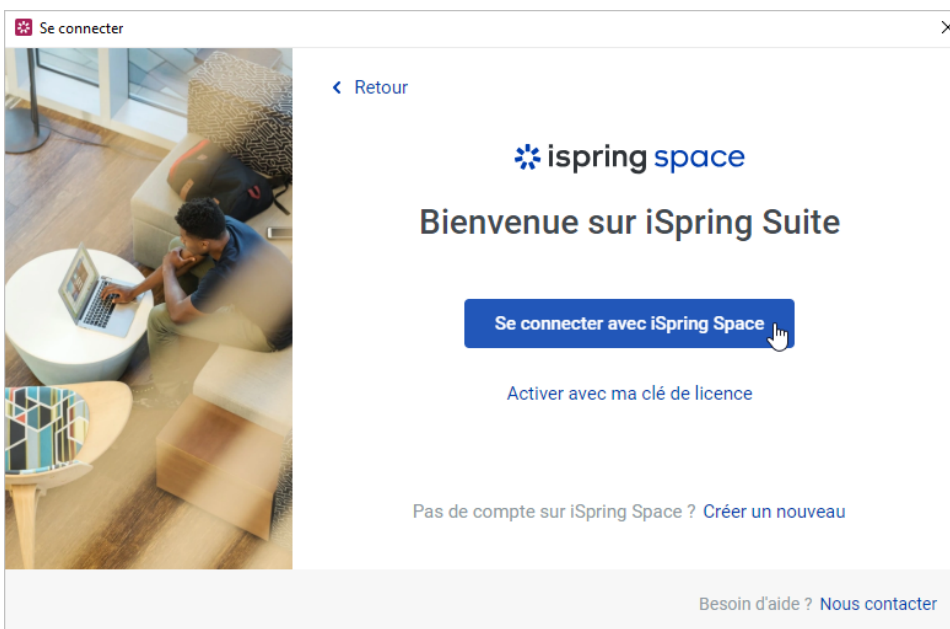 Se connecter
Retour
ispring space
Bienvenue sur iSpring Suite
Se connecter avec iSpring Space
Activer avec ma clé de licence
Pas de compte sur iSpring Space ? Créer un nouveau
Besoin d'aide ? Nous contacter